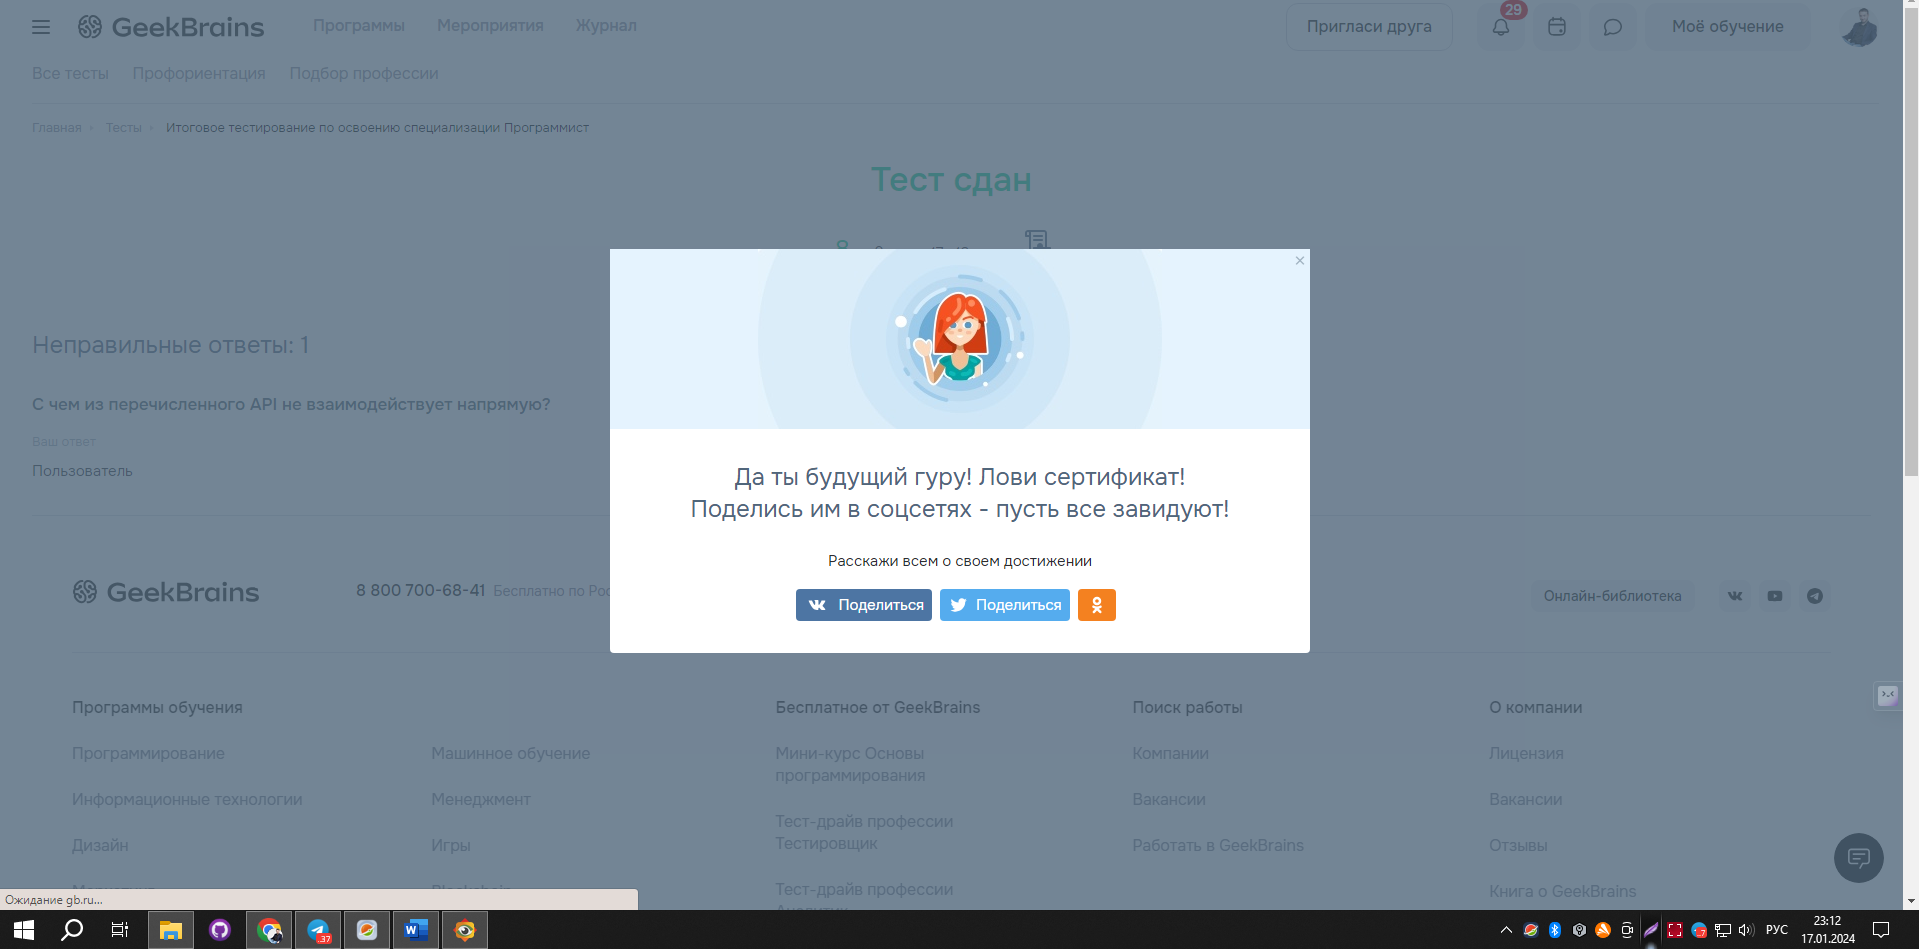 GeekBrains
Программы
Мероприятия
Журнал
Пригласи друга
29
Моё обучение
Все тесты
Профориентация
Подбор профессии
Главная
Тесты
Итоговое тестирование по освоению специализации Программист
Тест сдан
Неправильные ответы: 1
С чем из перечисленного API не взаимодействует напрямую?
Ваш ответ
Пользователь
Да ты будущий гуру! Лови сертификат!
Поделись им в соцсетях - пусть все завидуют!
Расскажи всем о своем достижении
Поделиться
Поделиться
GeekBrains
8 800 700-68-41 Бесплатно по
Онлайн-библиотека
Программы обучения
Бесплатное от GeekBrains
Поиск работы
О компании
Программирование
Машинное обучение
Мини-курс Основы
программирования
Компании
Лицензия
Информационные технологии
Менеджмент
Вакансии
Вакансии
Тест-драйв профессии
Тестировщик
Дизайн
Игры
Работать в GeekBrains
Отзывы
Тест-драйв профессии
Книга о GeekBrains
Ожидание gb.ru...
37
W
РУС
23:12
17.01.2024